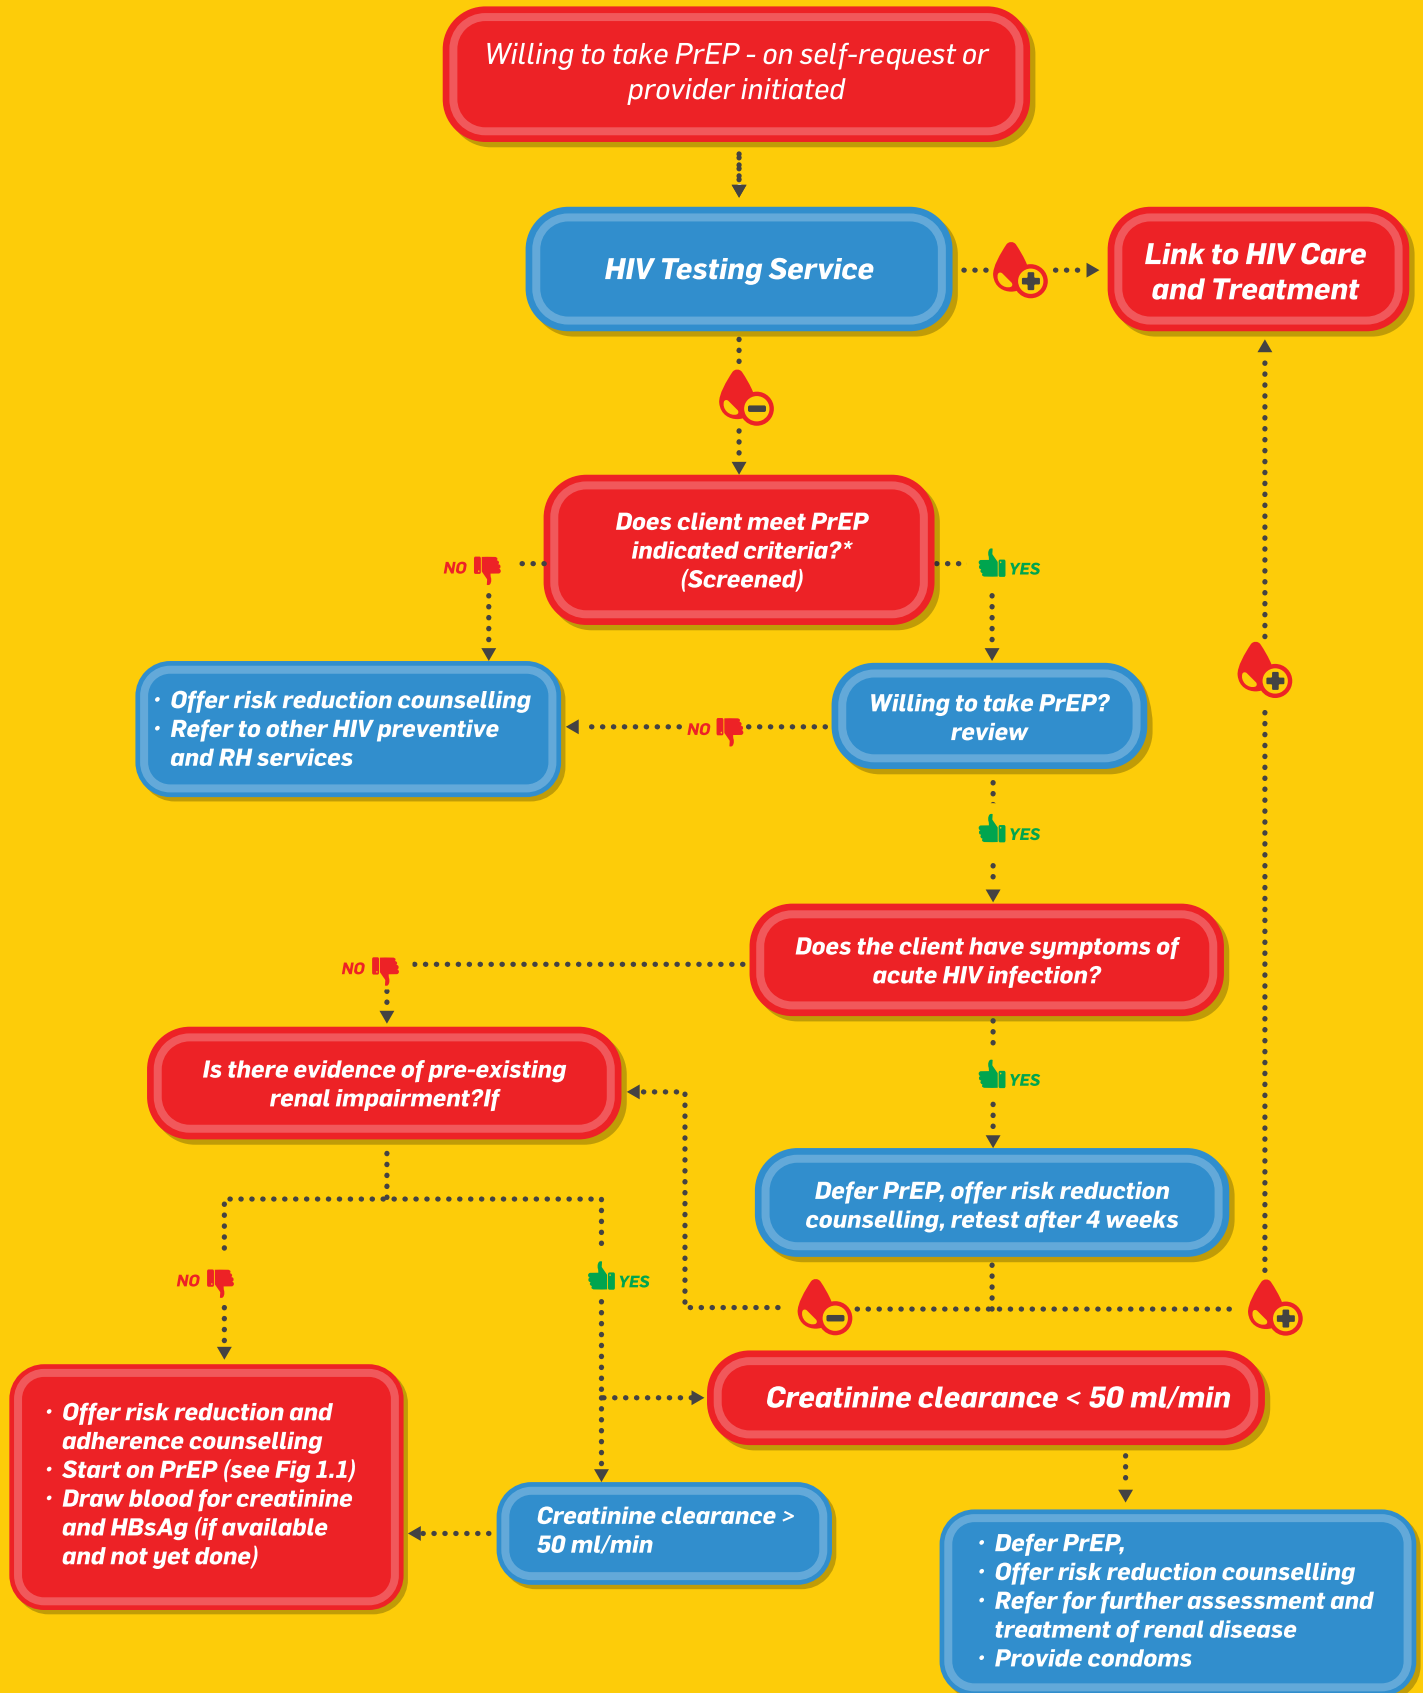 Willing to take PrEP - on self-request or
provider initiated
HIV Testing Service
Link to HIV Care
and Treatment
Does client meet PrEP
indicated criteria?*
(Screened)
NO
YES
· Offer risk reduction counselling
· Refer to other HIV preventive
and RH services
NO
Willing to take PrEP?
review
YES
Does the client have symptoms of
acute HIV infection?
NO
Is there evidence of pre-existing
renal impairment?If
YES
Defer PrEP, offer risk reduction
counselling, retest after 4 weeks
NO
YES
Creatinine clearance < 50 ml/min
· Offer risk reduction and
adherence counselling
· Start on PrEP (see Fig 1.1)
· Draw blood for creatinine
and HBsAg (if available
and not yet done)
Creatinine clearance >
50 ml/min
· Defer PrEP,
· Offer risk reduction counselling
· Refer for further assessment and
treatment of renal disease
· Provide condoms